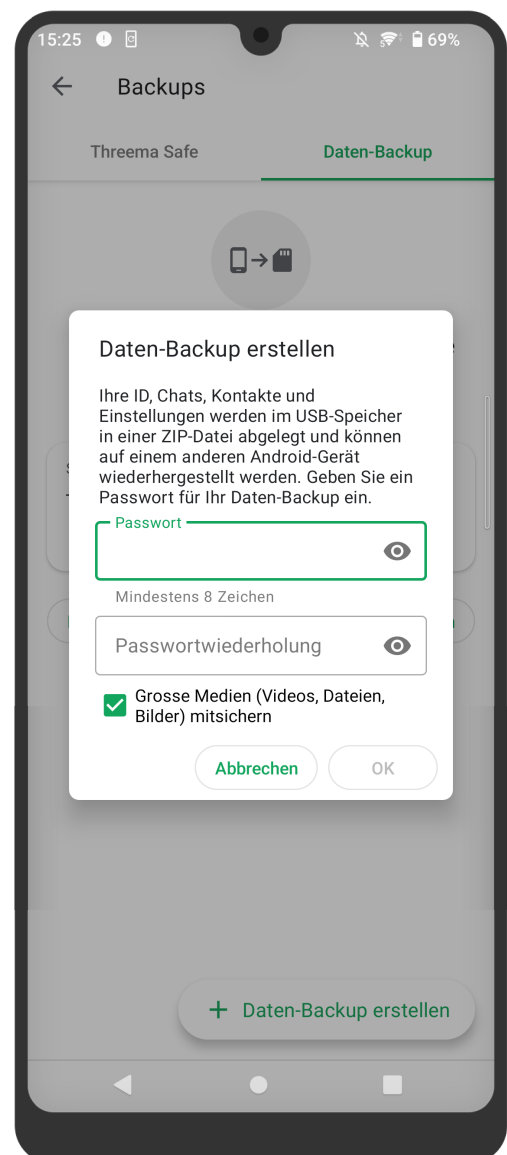 15:25 69%
Backups
Threema Safe Daten-Backup
Daten-Backup erstellen
Ihre ID, Chats, Kontakte und
Einstellungen werden im USB-Speicher
in einer ZIP-Datei abgelegt und können
auf einem anderen Android-Gerät
wiederhergestellt werden. Geben Sie ein
Passwort für Ihr Daten-Backup ein.
Passwort
Mindestens 8 Zeichen
Passwortwiederholung
Grosse Medien (Videos, Dateien,
Bilder) mitsichern
Abbrechen OK
+ Daten-Backup erstellen